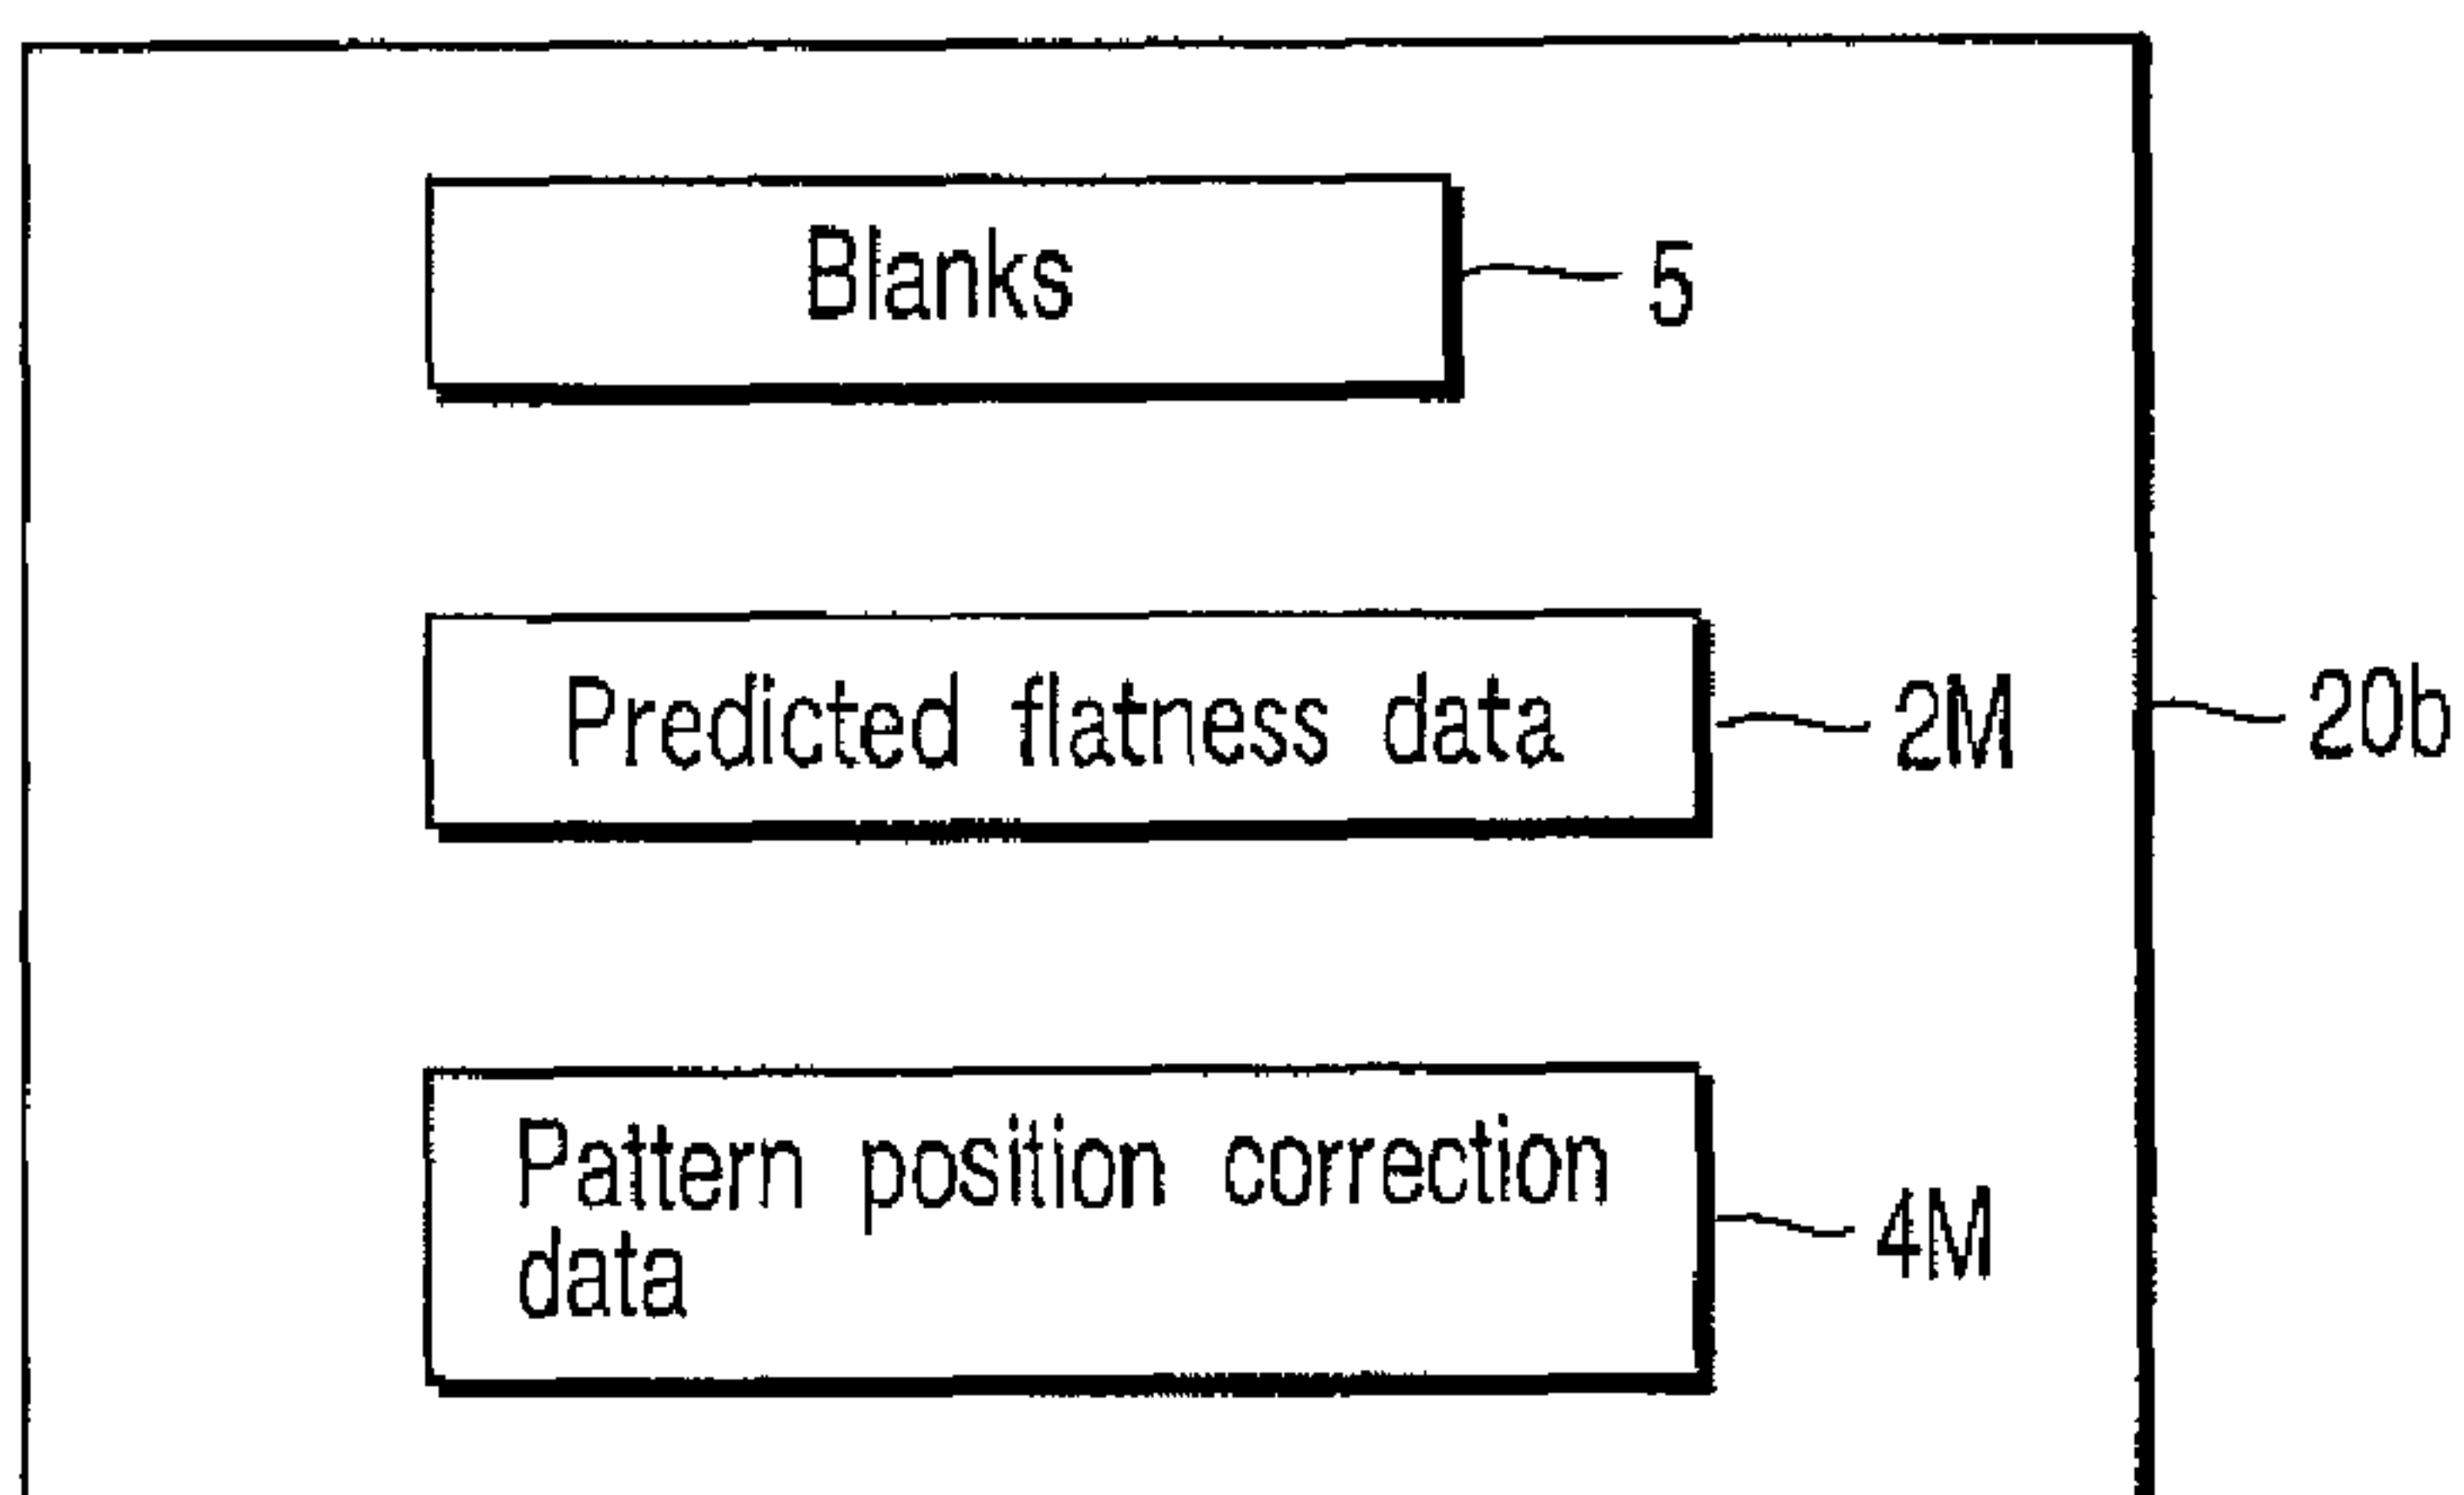 Blanks
5
Predicted flatness data
2M
20b
Pattern position correction
data
4M